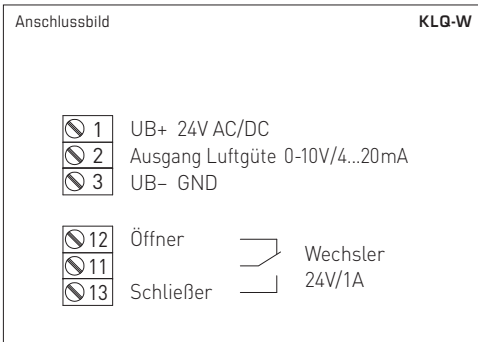 Anschlussbild KLQ-W
1 UB+ 24V AC/DC
2 Ausgang Luftgüte 0-10V/4...20mA
3 UB– GND
12 Öffner
11
13 Schließer
Wechsler
24V/1A